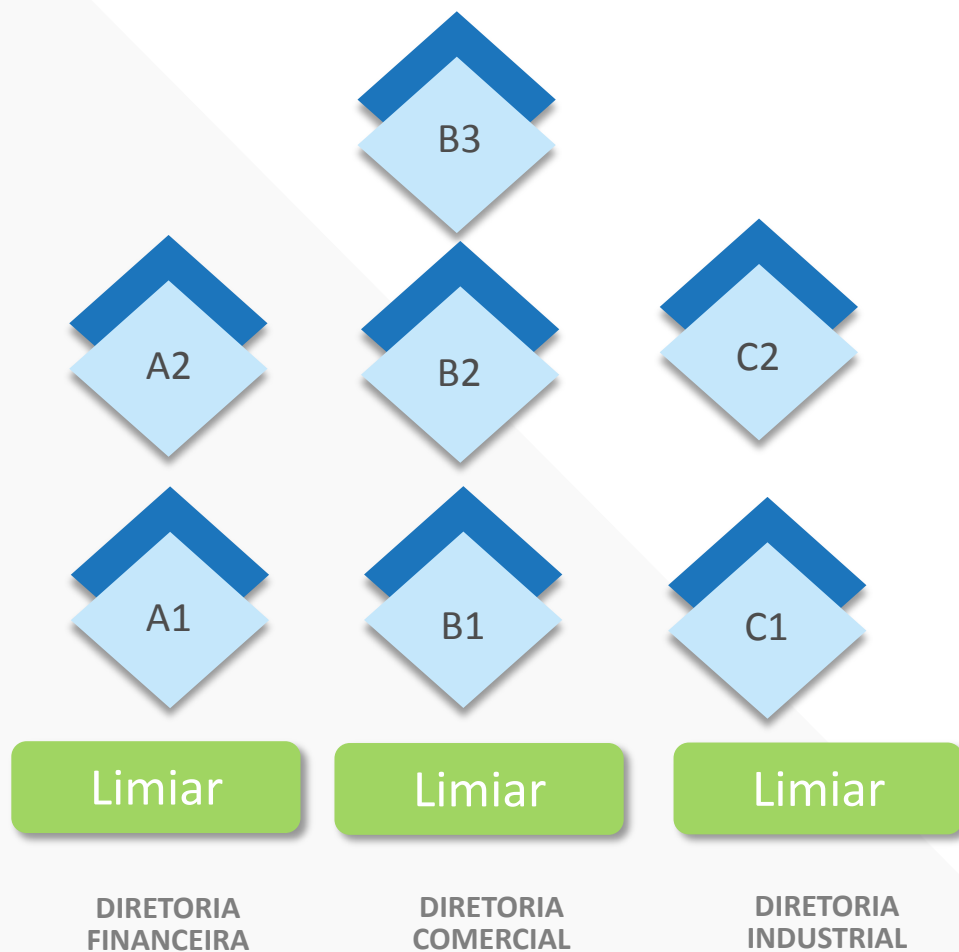 B3
A2
B2
C2
A1
B1
C1
Limiar
Limiar
Limiar
DIRETORIA
FINANCEIRA
DIRETORIA
COMERCIAL
DIRETORIA
INDUSTRIAL